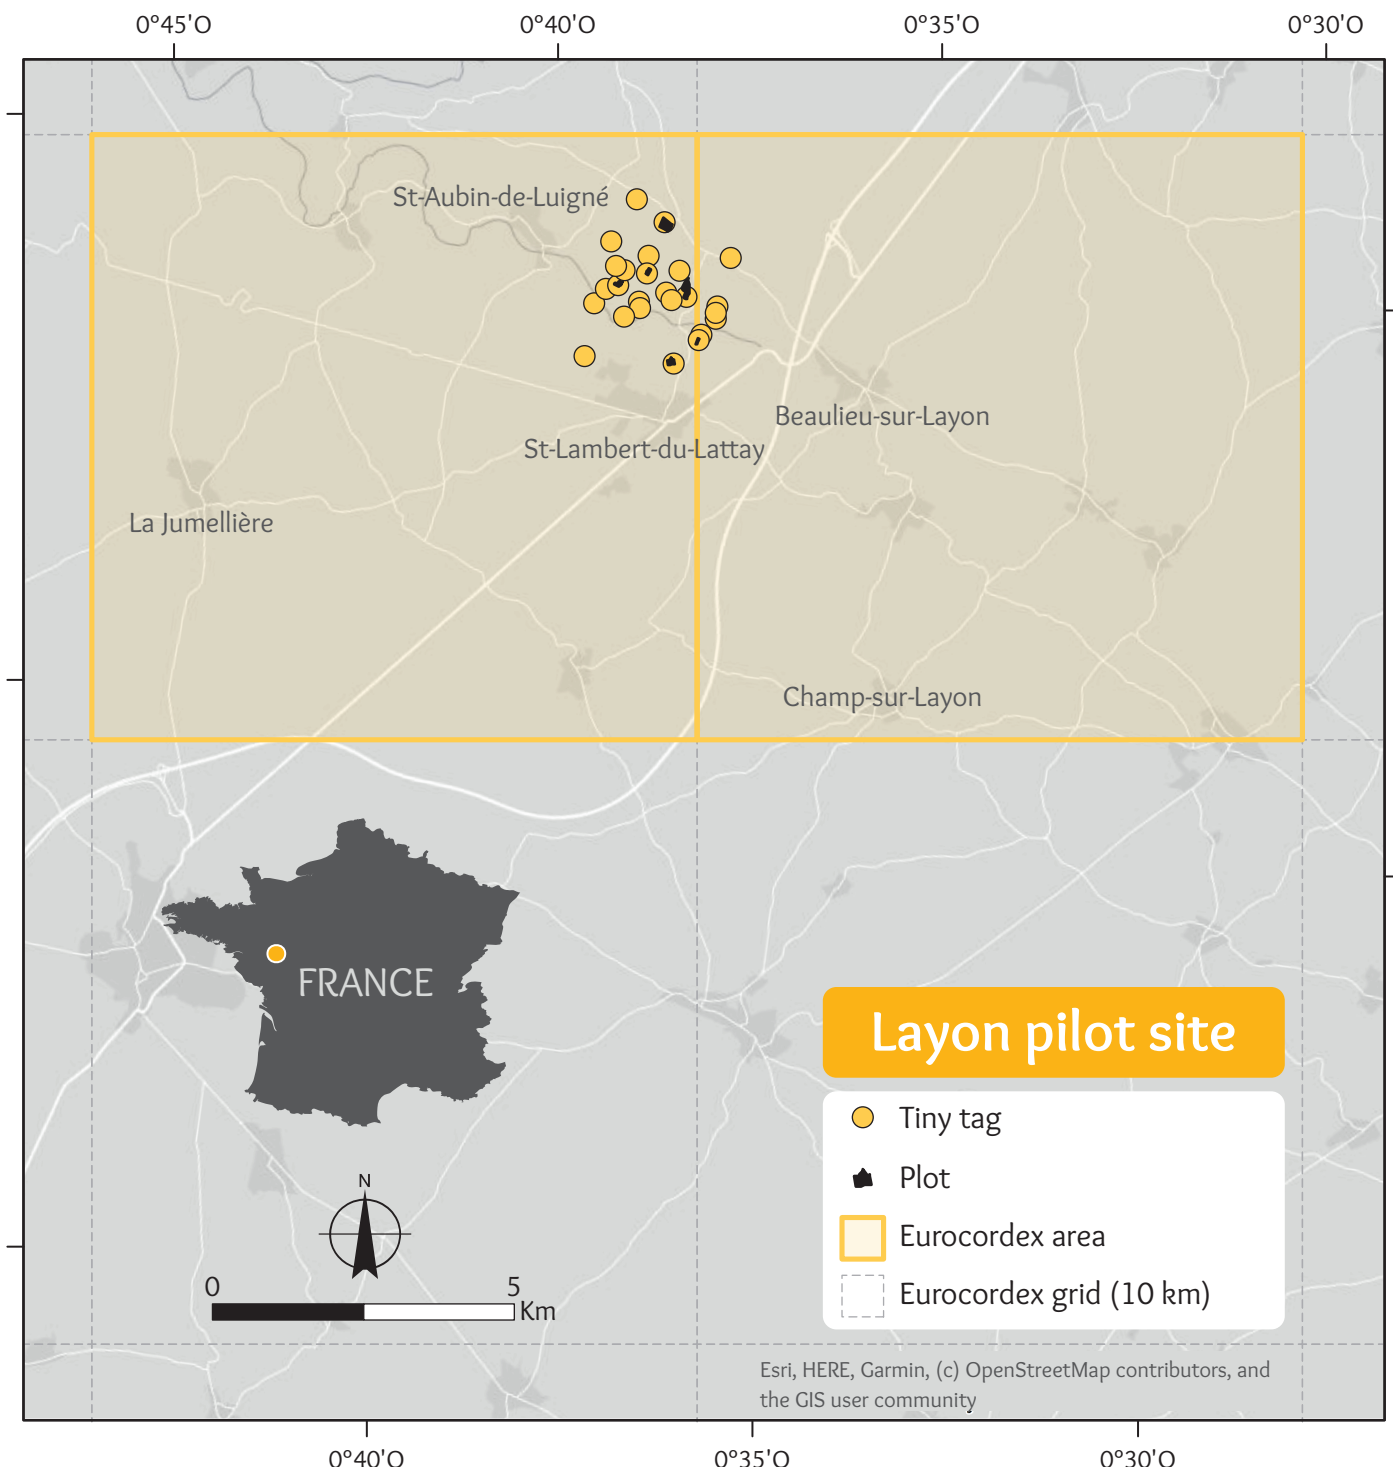 0°45'O 0°40'O 0°35'O 0°30'O
St-Aubin-de-Luigné
Beaulieu-sur-Layon
St-Lambert-du-Lattay
La Jumellière
Champ-sur-Layon
FRANCE
Layon pilot site
Tiny tag
Plot
Eurocordex area
Eurocordex grid (10 km)
N
0 5
Km
Esri, HERE, Garmin, (c) OpenStreetMap contributors, and
the GIS user community
0°40'O 0°35'O 0°30'O